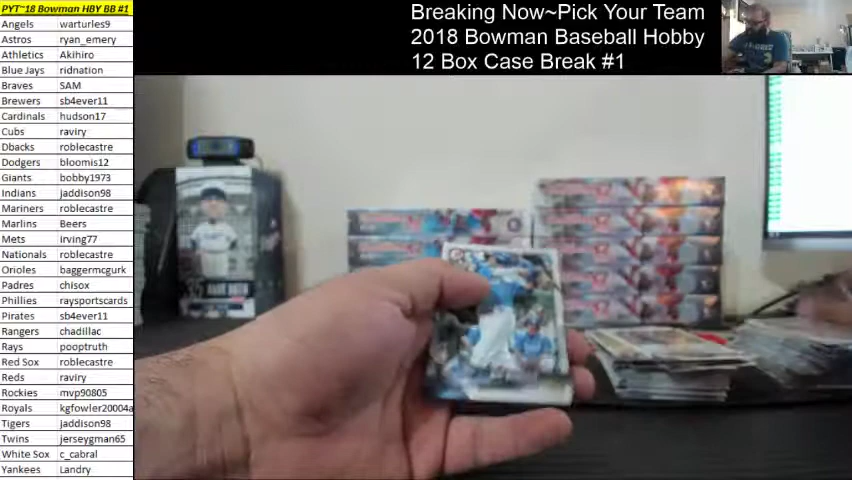 PYT~18 Bowman HBY BB #1
Angels warturles9
Astros ryan_emery
Athletics Akihiro
Blue Jays ridnation
Braves SAM
Brewers sb4ever11
Cardinals hudson17
Cubs raviry
Dbacks roblecastre
Dodgers bloomis12
Giants bobby1973
Indians jaddison98
Mariners roblecastre
Marlins Beers
Mets irving77
Nationals roblecastre
Orioles baggermcgurk
Padres chisox
Phillies raysportscards
Pirates sb4ever11
Rangers chadillac
Rays pooptruth
Red Sox roblecastre
Reds raviry
Rockies mvp90805
Royals kgfowler20004a
Tigers jaddison98
Twins jerseygman65
White Sox c_cabral
Yankees Landry
Breaking Now~Pick Your Team
2018 Bowman Baseball Hobby
12 Box Case Break #1